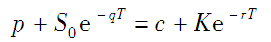 p + S₀e⁻qT = c + Ke⁻rT